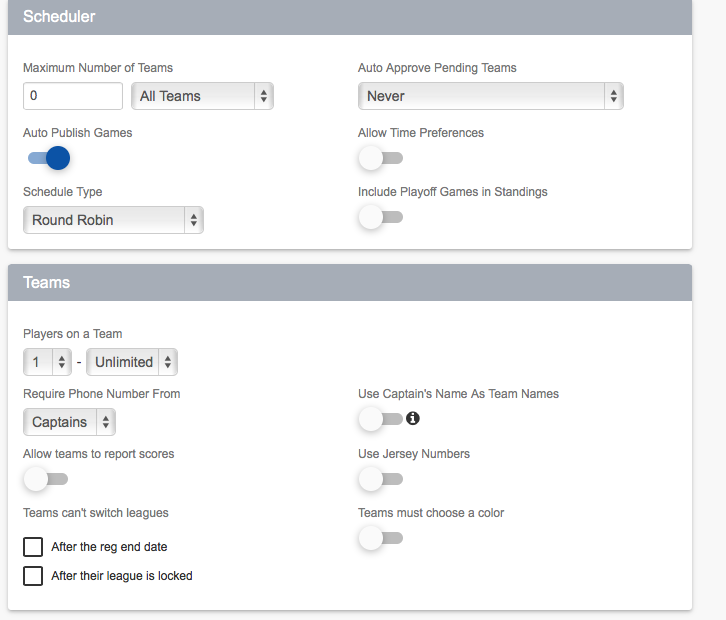 Scheduler
Maximum Number of Teams
0 All Teams
Auto Approve Pending Teams
Never
Auto Publish Games
Allow Time Preferences
Schedule Type
Round Robin
Include Playoff Games in Standings
Teams
Players on a Team
1 - Unlimited
Require Phone Number From
Captains
Use Captain's Name As Team Names
i
Allow teams to report scores
Use Jersey Numbers
Teams can't switch leagues
After the reg end date
After their league is locked
Teams must choose a color